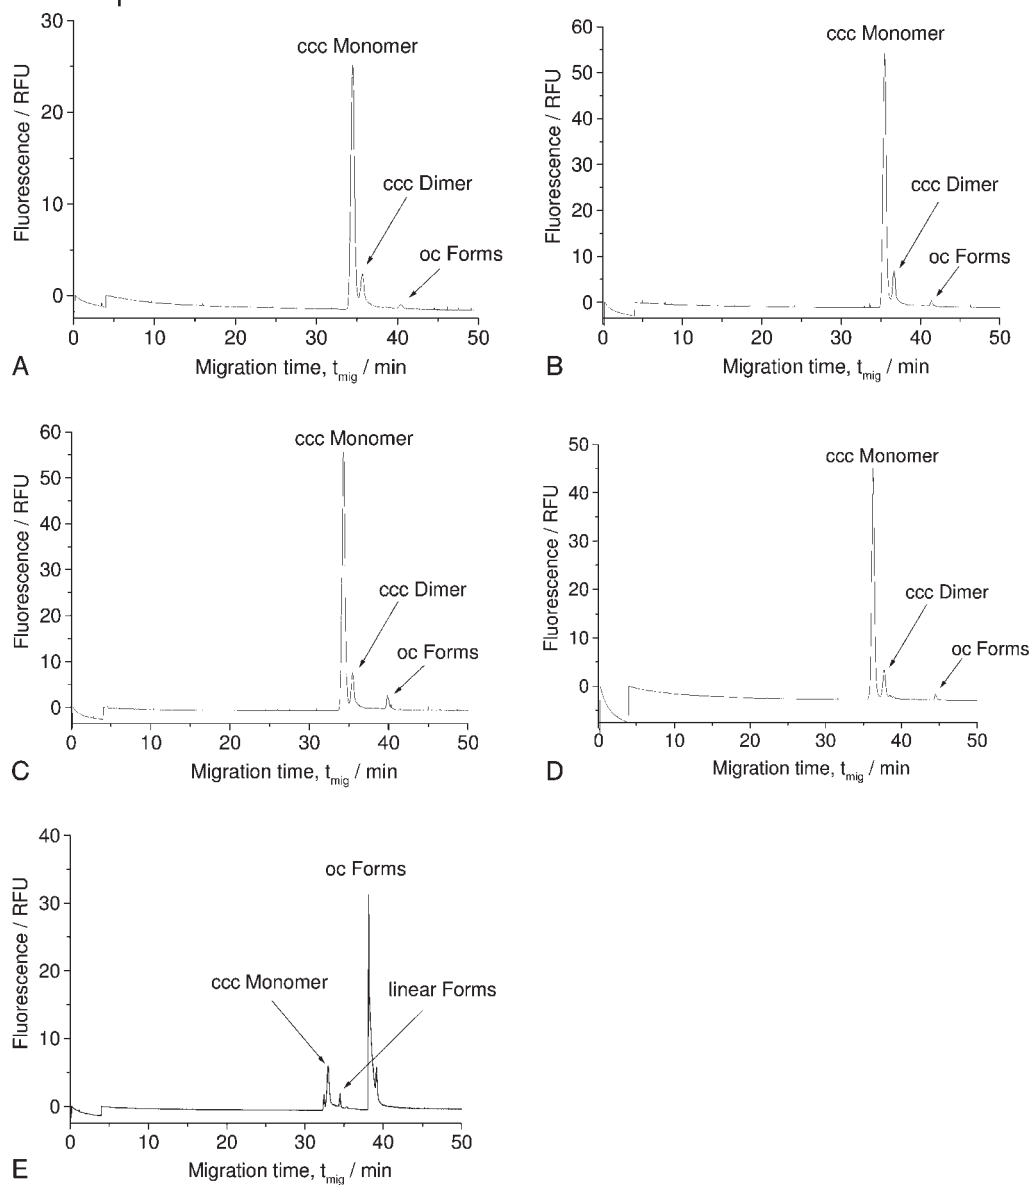 30
20
10
0
Fluorescence / RFU
ccc Monomer
ccc Dimer
oc Forms
0 10 20 30 40 50
Migration time, tmig / min
A
60
50
40
30
20
10
0
Fluorescence / RFU
ccc Monomer
ccc Dimer
oc Forms
0 10 20 30 40 50
Migration time, tmig / min
B
60
50
40
30
20
10
0
Fluorescence / RFU
ccc Monomer
ccc Dimer
oc Forms
0 10 20 30 40 50
Migration time, tmig / min
C
50
40
30
20
10
0
Fluorescence / RFU
ccc Monomer
ccc Dimer
oc Forms
0 10 20 30 40 50
Migration time, tmig / min
D
40
30
20
10
0
Fluorescence / RFU
oc Forms
ccc Monomer
linear Forms
0 10 20 30 40 50
Migration time, tmig / min
E